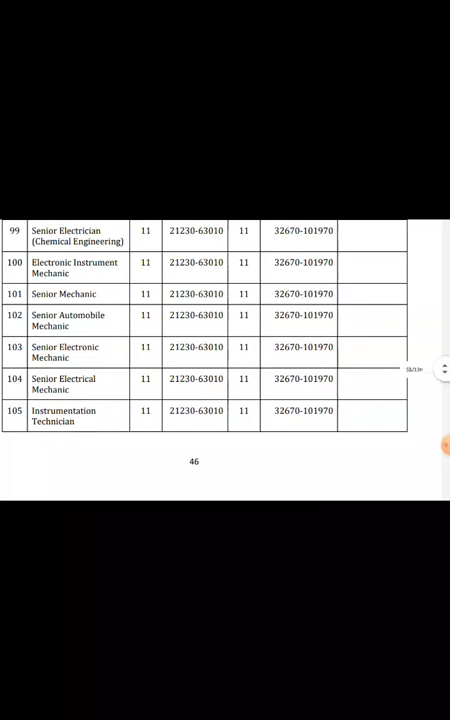 99 Senior Electrician 11 21230-63010 11 32670-101970
(Chemical Engineering)
100 Electronic Instrument 11 21230-63010 11 32670-101970
Mechanic
101 Senior Mechanic 11 21230-63010 11 32670-101970
102 Senior Automobile 11 21230-63010 11 32670-101970
Mechanic
103 Senior Electronic 11 21230-63010 11 32670-101970
Mechanic
104 Senior Electrical 11 21230-63010 11 32670-101970
Mechanic
105 Instrumentation 11 21230-63010 11 32670-101970
Technician
46